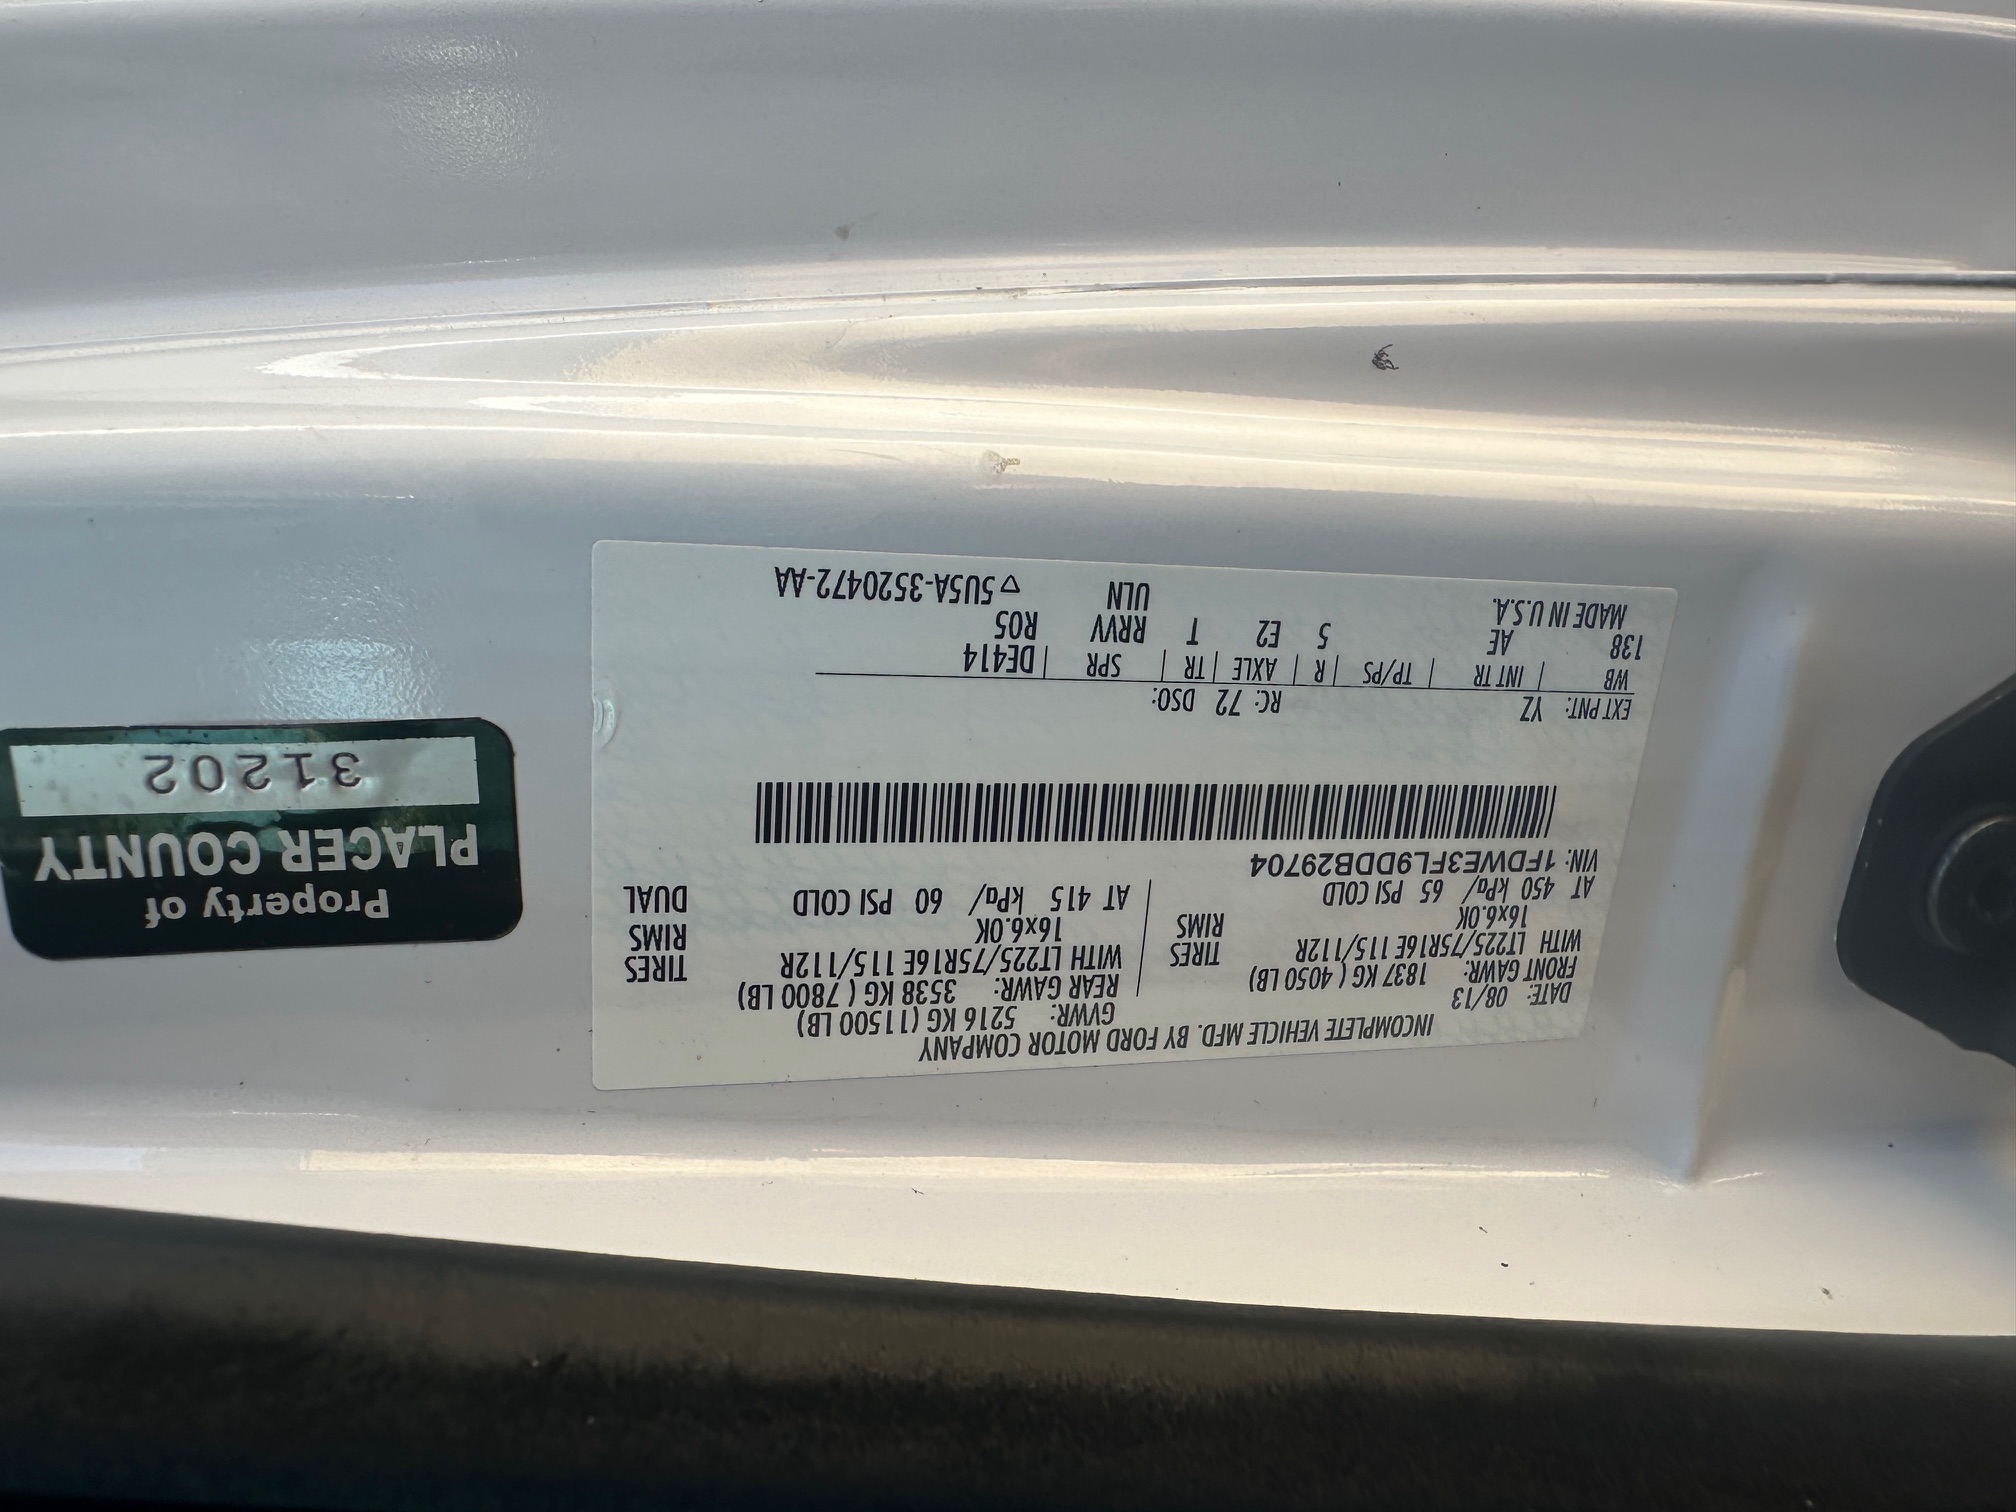 INCOMPLETE VEHICLE MFD. BY FORD MOTOR COMPANY
DATE: 08/13 GVWR: 5216 KG (11500 LB)
FRONT GAWR: 1837 KG (4050 LB) REAR GAWR: 3538 KG (7800 LB)
WITH LT225/75R16E 115/112R TIRES WITH LT225/75R16E 115/112R TIRES
16x6.0K RIMS 16x6.0K RIMS
AT 450 kPa/ 65 PSI COLD AT 415 kPa/ 60 PSI COLD DUAL
VIN: 1FDWE3FL9DDB29704
EXT PNT: YZ RC: 72 DSO:
WB | INT TR | TP/PS | R | AXLE | TR | SPR | DE414
138 AE 5 E2 T RRVV R05
MADE IN U.S.A. ULN
▽5U5A-3520472-AA
Property of
PLACER COUNTY
31202